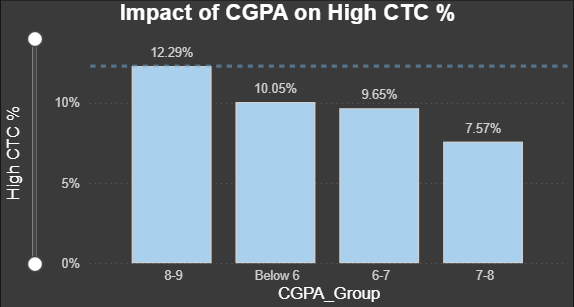 Impact of CGPA on High CTC %
High CTC %
12.29%
10.05%
9.65%
7.57%
10%
5%
0%
8-9
Below 6
6-7
7-8
CGPA_Group